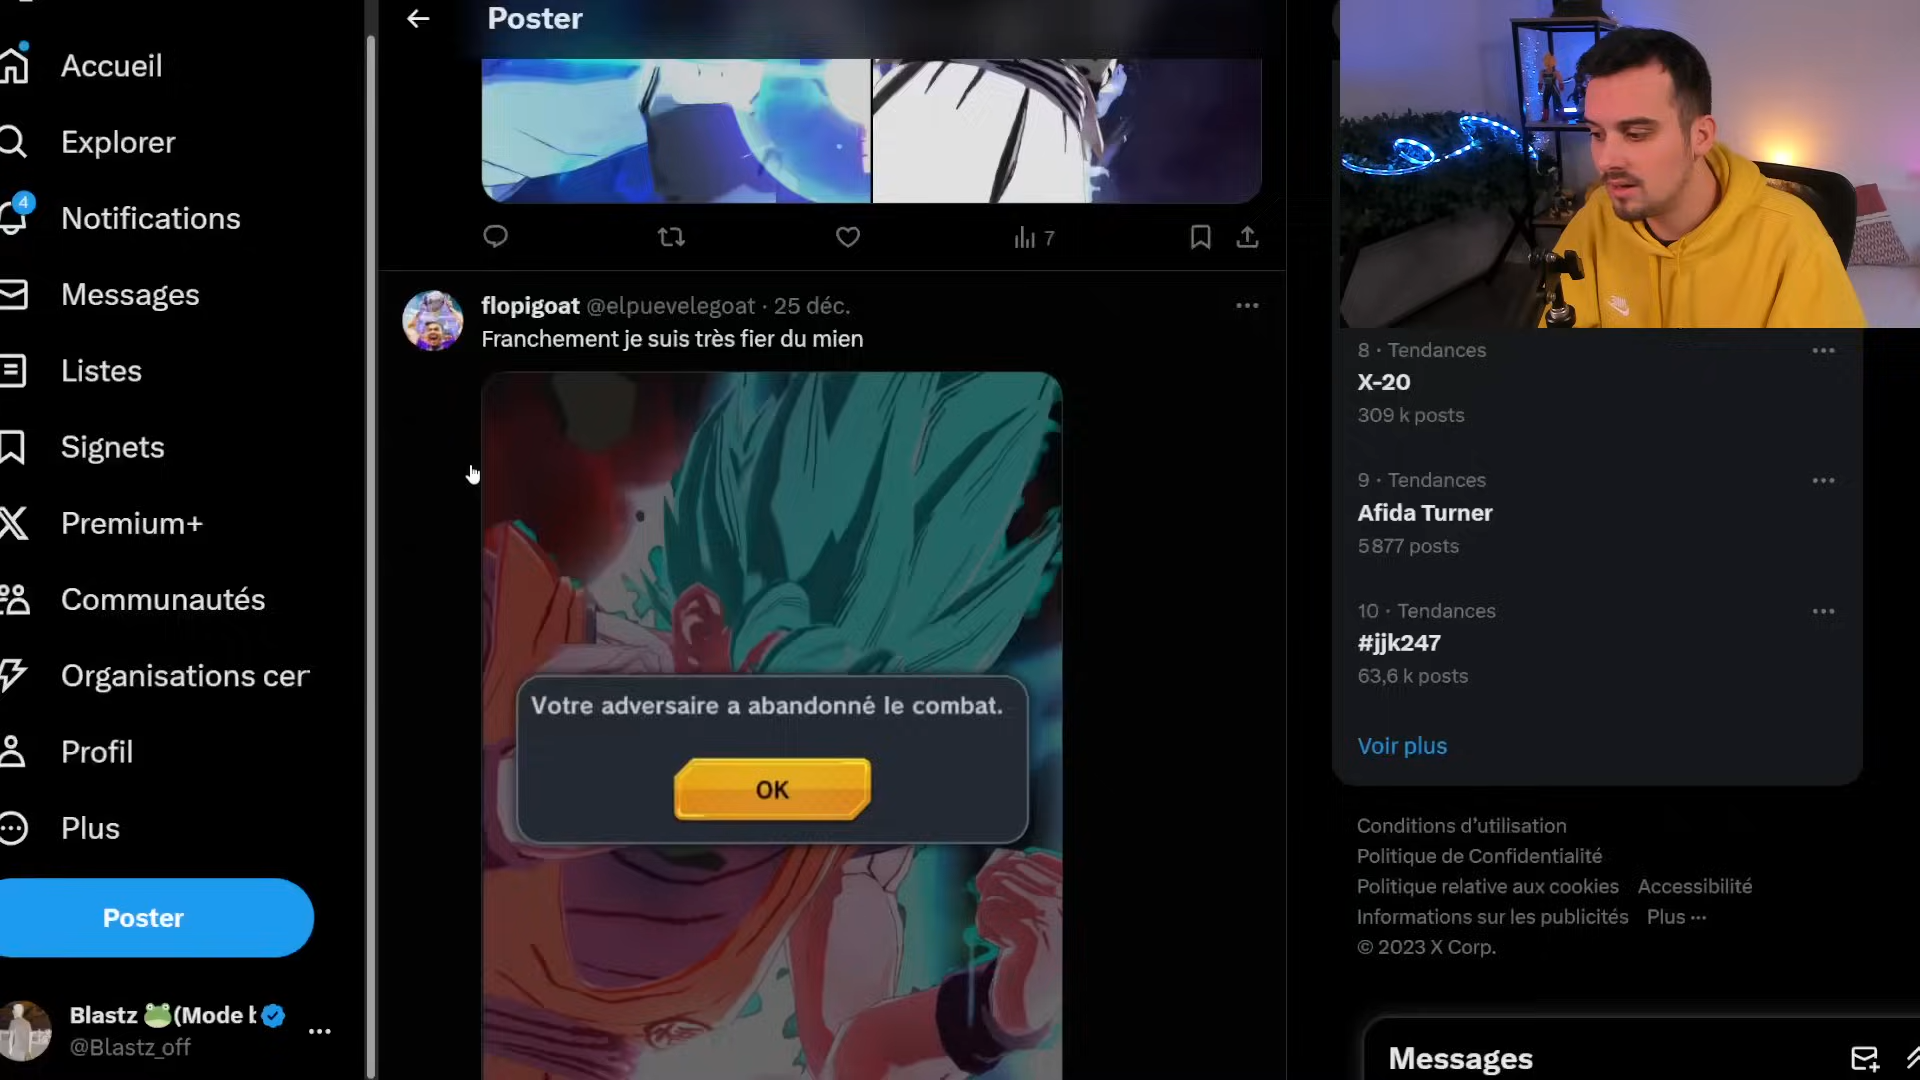 Accueil
Explorer
4
Notifications
Messages
Listes
Signets
Premium+
Communautés
Organisations cer
Profil
Plus
Poster
Blastz 🐸(Mode
@Blastz_off
Poster
7
flopigoat @elpuevelegoat · 25 déc.
Franchement je suis très fier du mien
Votre adversaire a abandonné le combat.
OK
8 · Tendances
X-20
309 k posts
9 · Tendances
Afida Turner
5 877 posts
10 · Tendances
#jjk247
63,6 k posts
Voir plus
Conditions d’utilisation
Politique de Confidentialité
Politique relative aux cookies Accessibilité
Informations sur les publicités Plus ···
© 2023 X Corp.
Messages